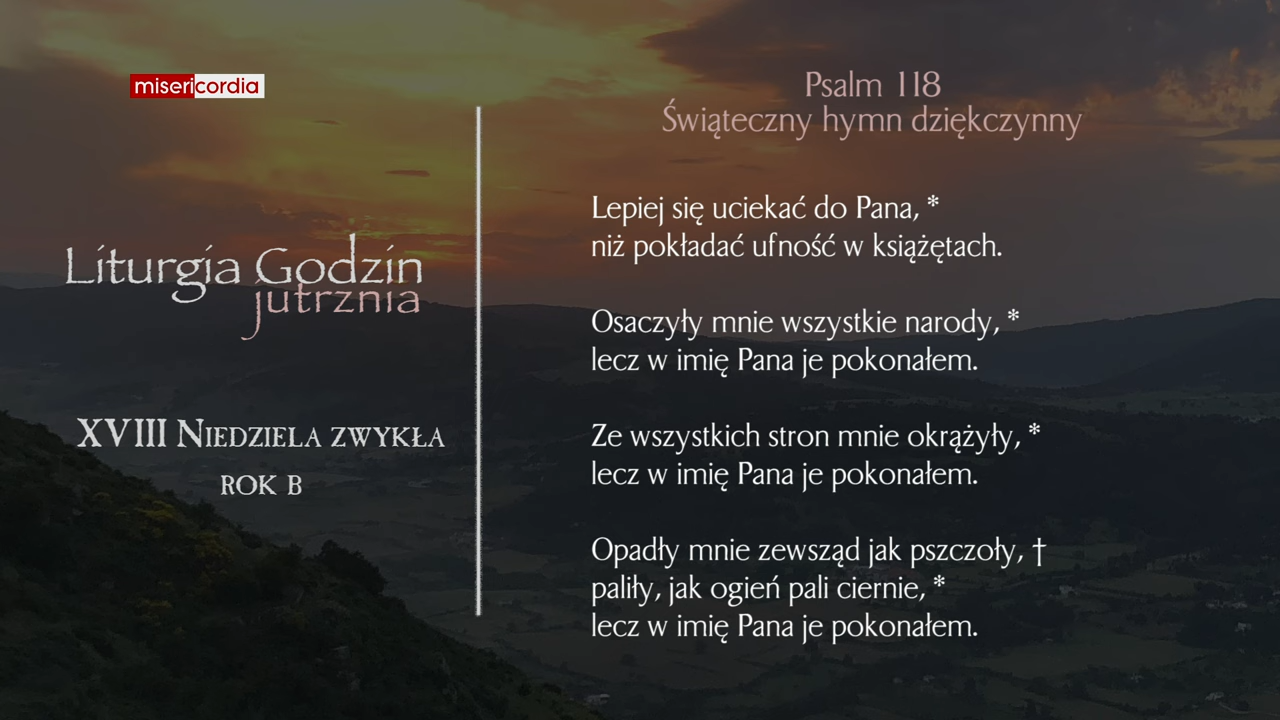 misericordia
Liturgia Godzin
jutrznia
XVIII Niedziela zwykła
rok B
Psalm 118
Świąteczny hymn dziękczynny
Lepiej się uciekać do Pana, *
niż pokładać ufność w książętach.
Osaczyły mnie wszystkie narody, *
lecz w imię Pana je pokonałem.
Ze wszystkich stron mnie okrążyły, *
lecz w imię Pana je pokonałem.
Opadły mnie zewsząd jak pszczoły, †
paliły, jak ogień pali ciernie, *
lecz w imię Pana je pokonałem.